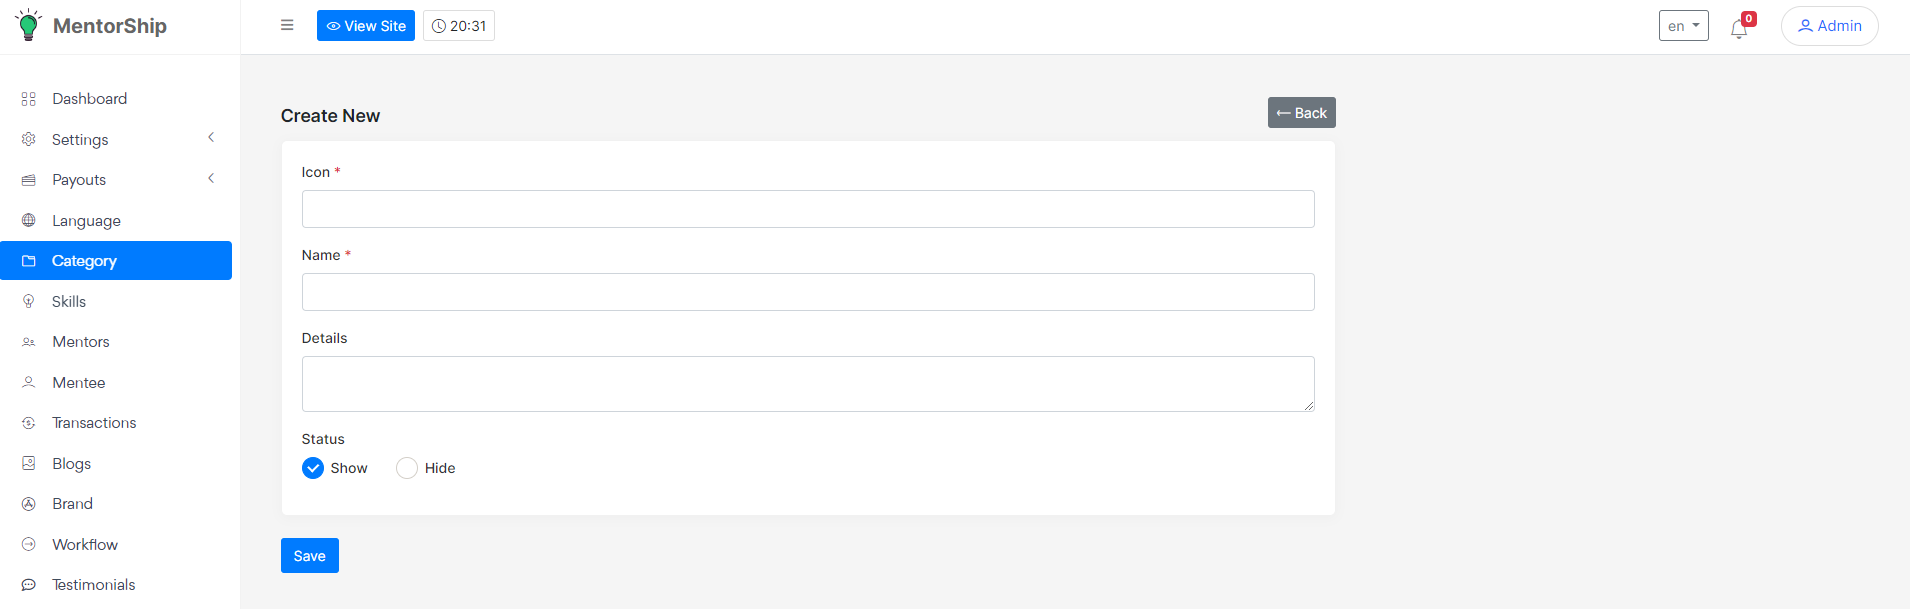 MentorShip
View Site
20:31
en
0
Admin
Dashboard
Settings
Payouts
Language
Category
Skills
Mentors
Mentee
Transactions
Blogs
Brand
Workflow
Testimonials
Create New
Back
Icon *
Name *
Details
Status
Show
Hide
Save